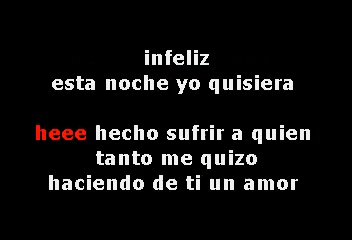 infeliz
esta noche yo quisiera
heee hecho sufrir a quien
tanto me quizo
haciendo de ti un amor